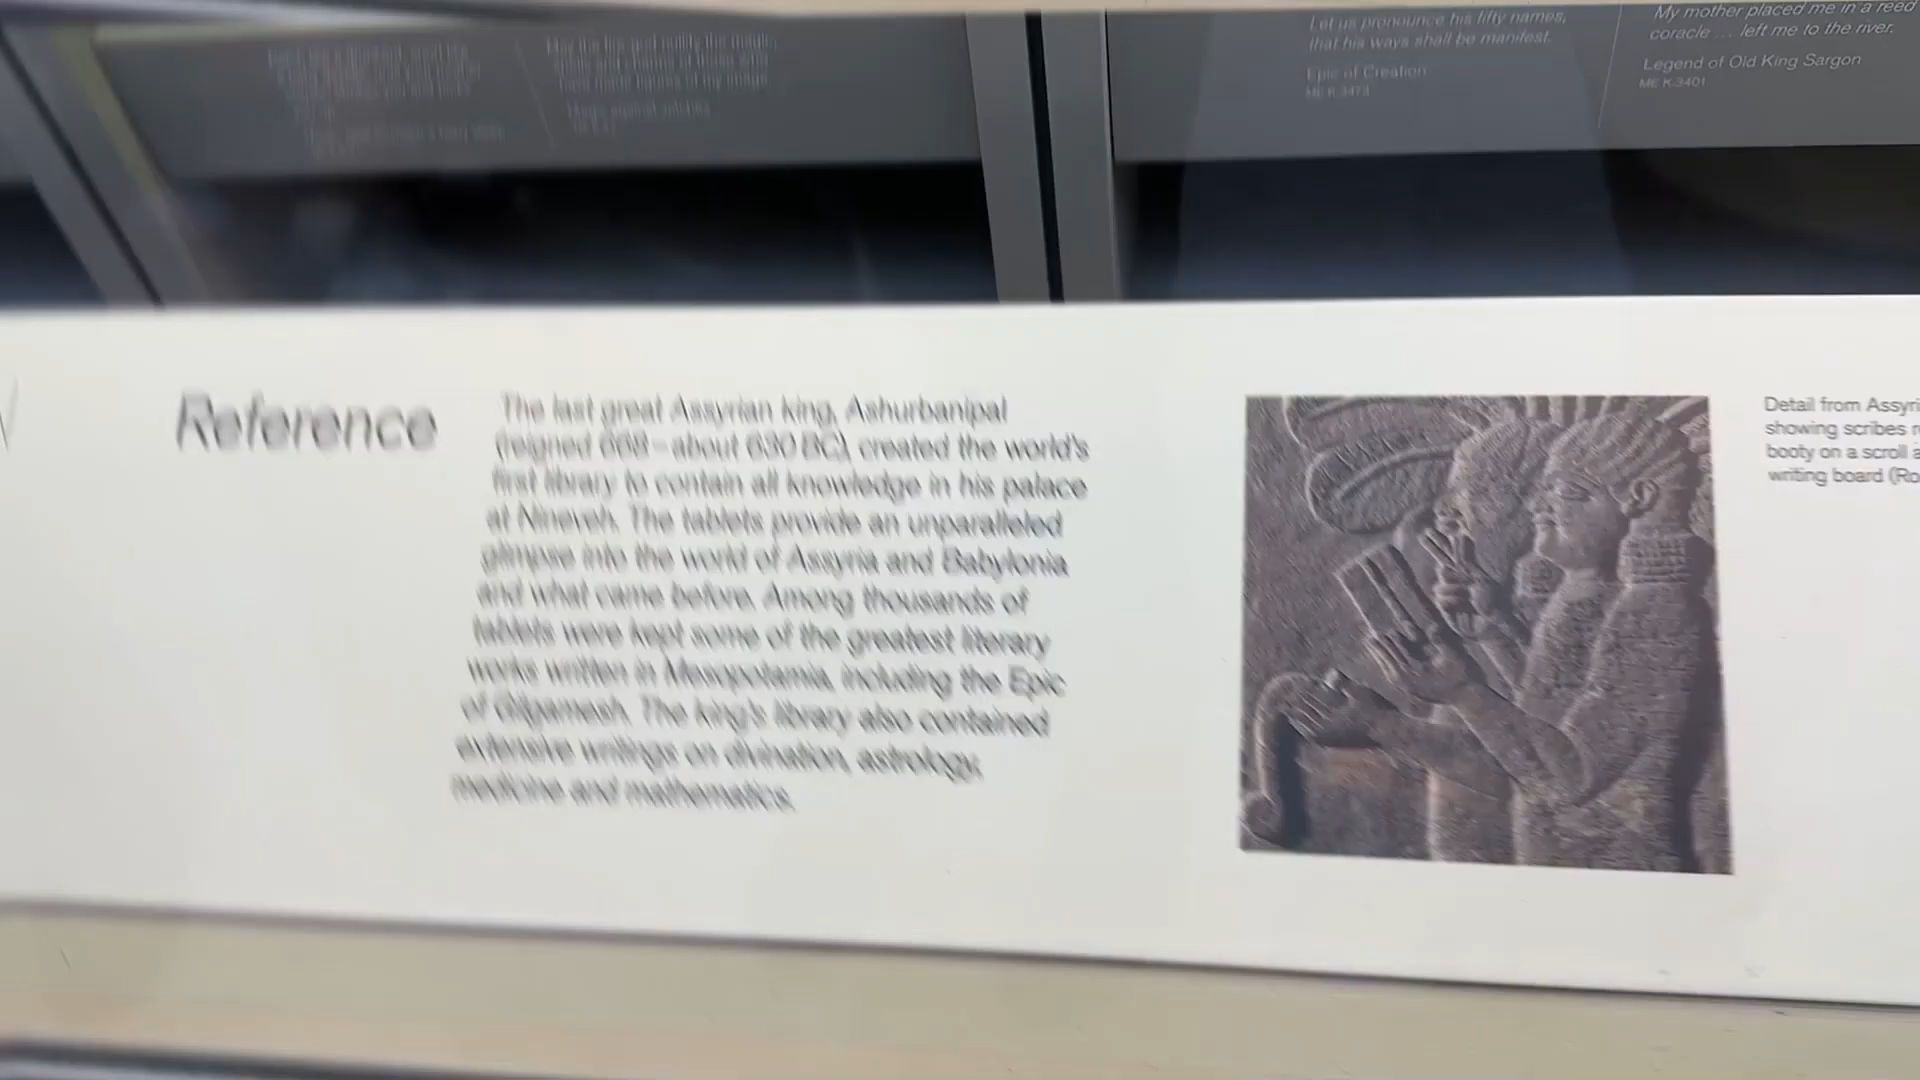 Let us pronounce his fifty names,
that his ways shall be manifest.
Epic of Creation
ME K.3473
My mother placed me in a reed
coracle ... left me to the river.
Legend of Old King Sargon
ME K.3401
Reference
The last great Assyrian king, Ashurbanipal
(reigned 668–about 630 BC), created the world's
first library to contain all knowledge in his palace
at Nineveh. The tablets provide an unparalleled
glimpse into the world of Assyria and Babylonia
and what came before. Among thousands of
tablets were kept some of the greatest literary
works written in Mesopotamia, including the Epic
of Gilgamesh. The king's library also contained
extensive writings on divination, astrology,
medicine and mathematics.
Detail from Assyri
showing scribes r
booty on a scroll a
writing board (Ro